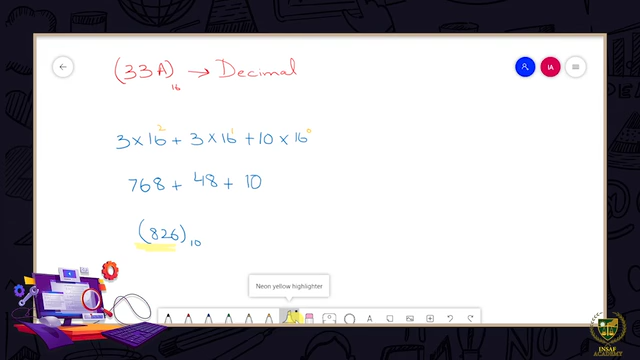 (33A)₁₆ → Decimal
IA
3 × 16² + 3 × 16¹ + 10 × 16⁰
768 + 48 + 10
(826)₁₀
Neon yellow highlighter
A
INSAF
ACADEMY